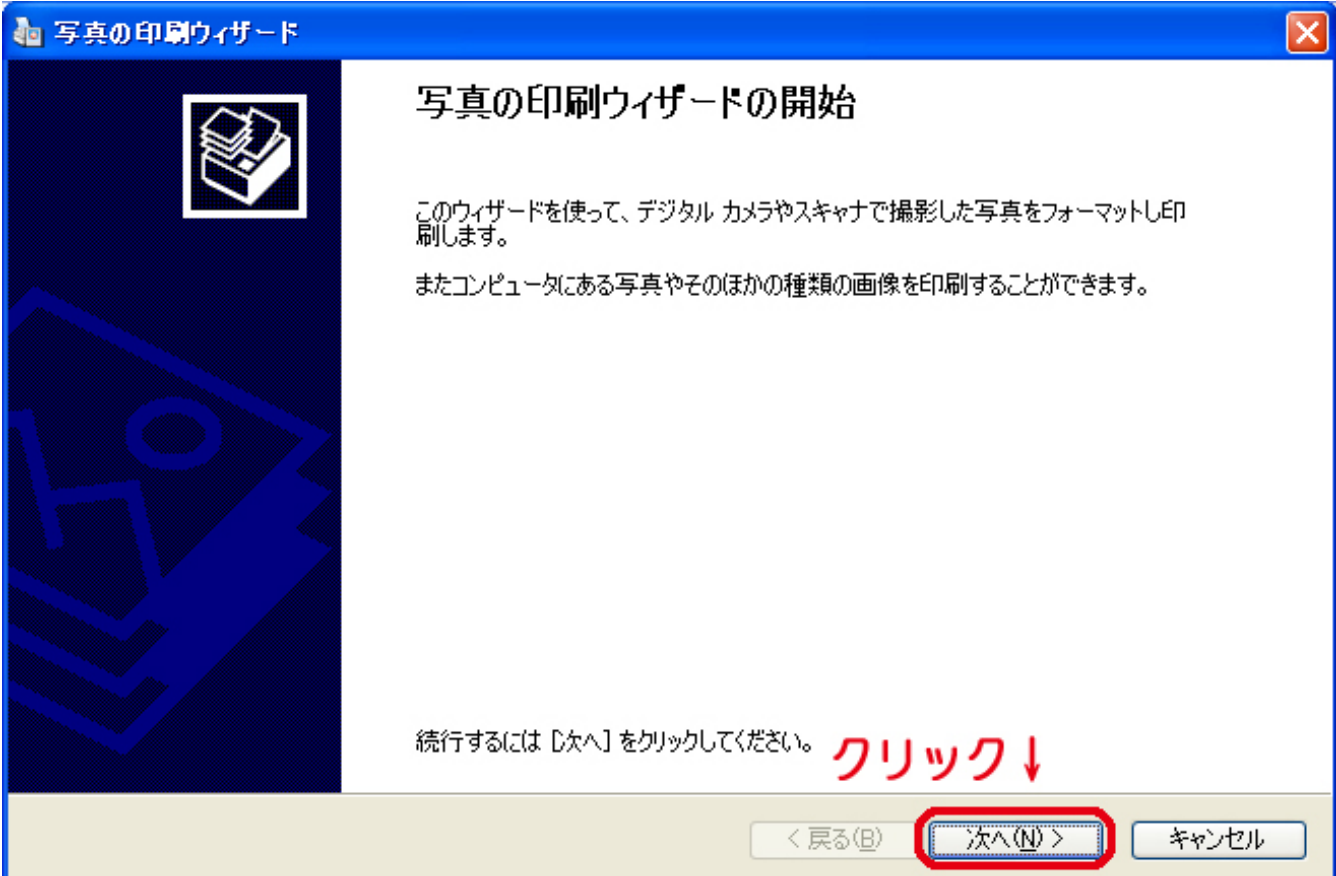 写真の印刷ウィザード
写真の印刷ウィザードの開始
このウィザードを使って、デジタル カメラやスキャナで撮影した写真をフォーマットし印
刷します。
またコンピュータにある写真やそのほかの種類の画像を印刷することができます。
続行するには [次へ] をクリックしてください。
クリック↓
< 戻る(B)
次へ(N) >
キャンセル